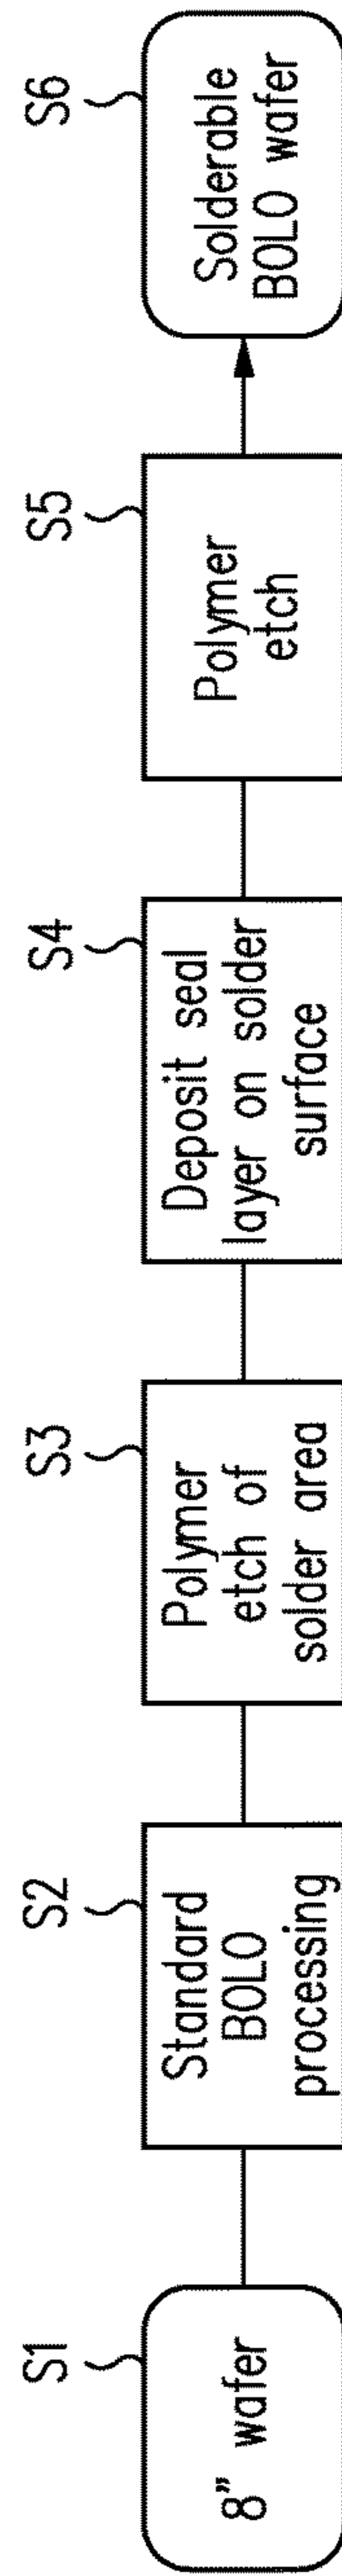 S1
8" wafer
S2
Standard
BOLO
processing
S3
Polymer
etch of
solder area
S4
Deposit seal
layer on solder
surface
S5
Polymer
etch
S6
Solderable
BOLO wafer